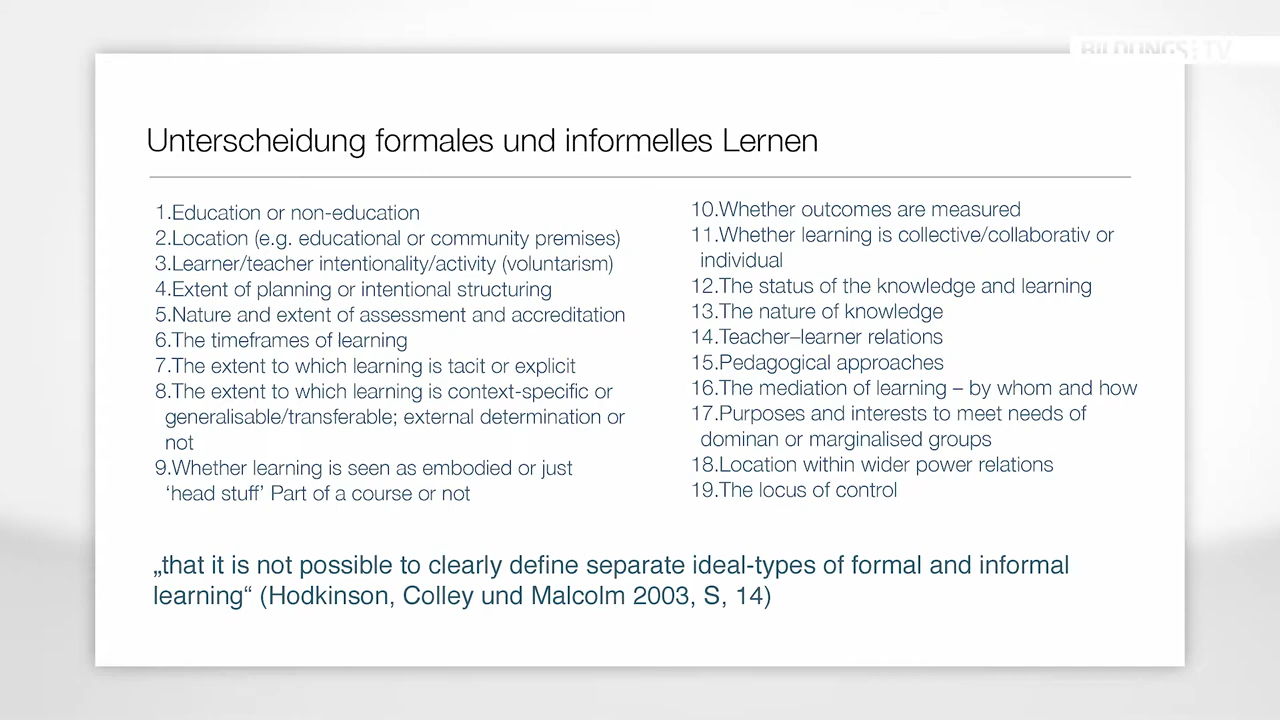 BILDUNGS TV
Unterscheidung formales und informelles Lernen
1.Education or non-education
2.Location (e.g. educational or community premises)
3.Learner/teacher intentionality/activity (voluntarism)
4.Extent of planning or intentional structuring
5.Nature and extent of assessment and accreditation
6.The timeframes of learning
7.The extent to which learning is tacit or explicit
8.The extent to which learning is context-specific or
generalisable/transferable; external determination or
not
9.Whether learning is seen as embodied or just
‘head stuff’ Part of a course or not
10.Whether outcomes are measured
11.Whether learning is collective/collaborativ or
individual
12.The status of the knowledge and learning
13.The nature of knowledge
14.Teacher–learner relations
15.Pedagogical approaches
16.The mediation of learning – by whom and how
17.Purposes and interests to meet needs of
dominan or marginalised groups
18.Location within wider power relations
19.The locus of control
„that it is not possible to clearly define separate ideal-types of formal and informal
learning“ (Hodkinson, Colley und Malcolm 2003, S, 14)